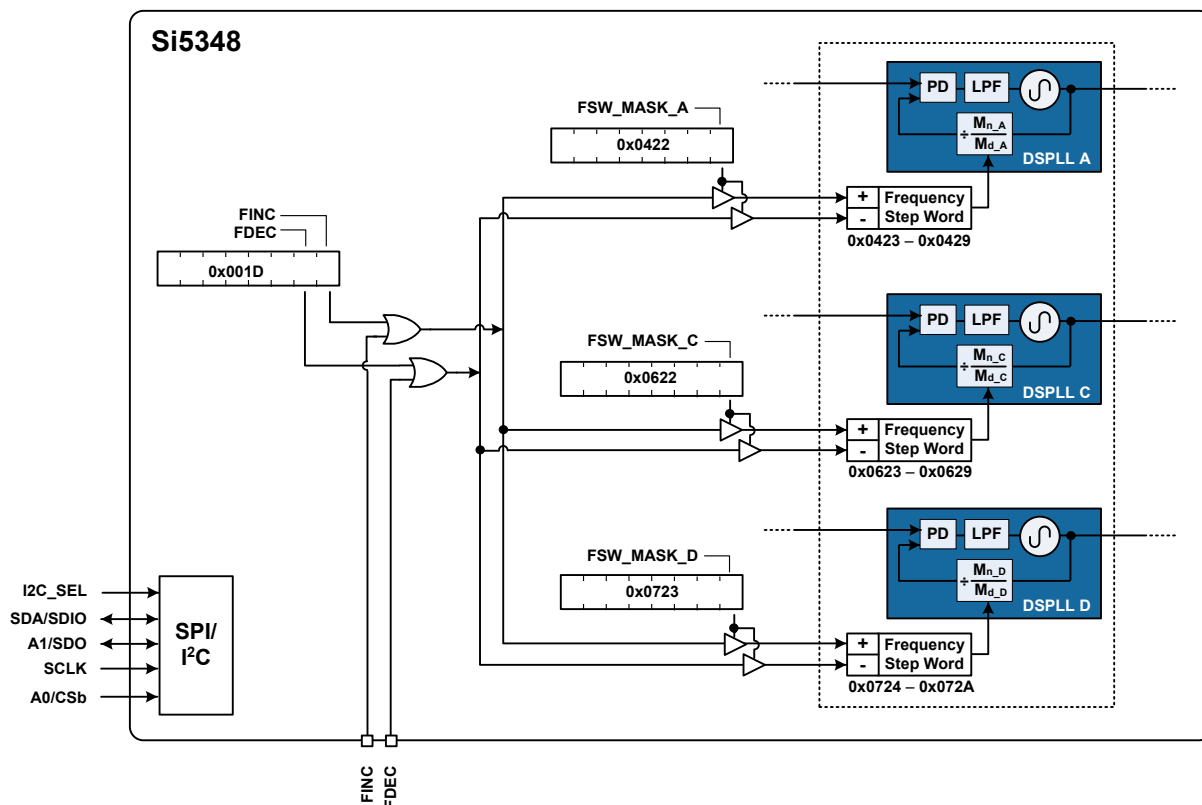 Si5348
FSW_MASK_A
0x0422
PD
LPF
÷ Mn_A
Md_A
DSPLL A
FINC
FDEC
0x001D
+ Frequency
- Step Word
0x0423 – 0x0429
FSW_MASK_C
0x0622
PD
LPF
÷ Mn_C
Md_C
DSPLL C
+ Frequency
- Step Word
0x0623 – 0x0629
FSW_MASK_D
0x0723
PD
LPF
÷ Mn_D
Md_D
DSPLL D
+ Frequency
- Step Word
0x0724 – 0x072A
I2C_SEL
SDA/SDIO
A1/SDO
SCLK
A0/CSb
SPI/
I²C
FINC
FDEC